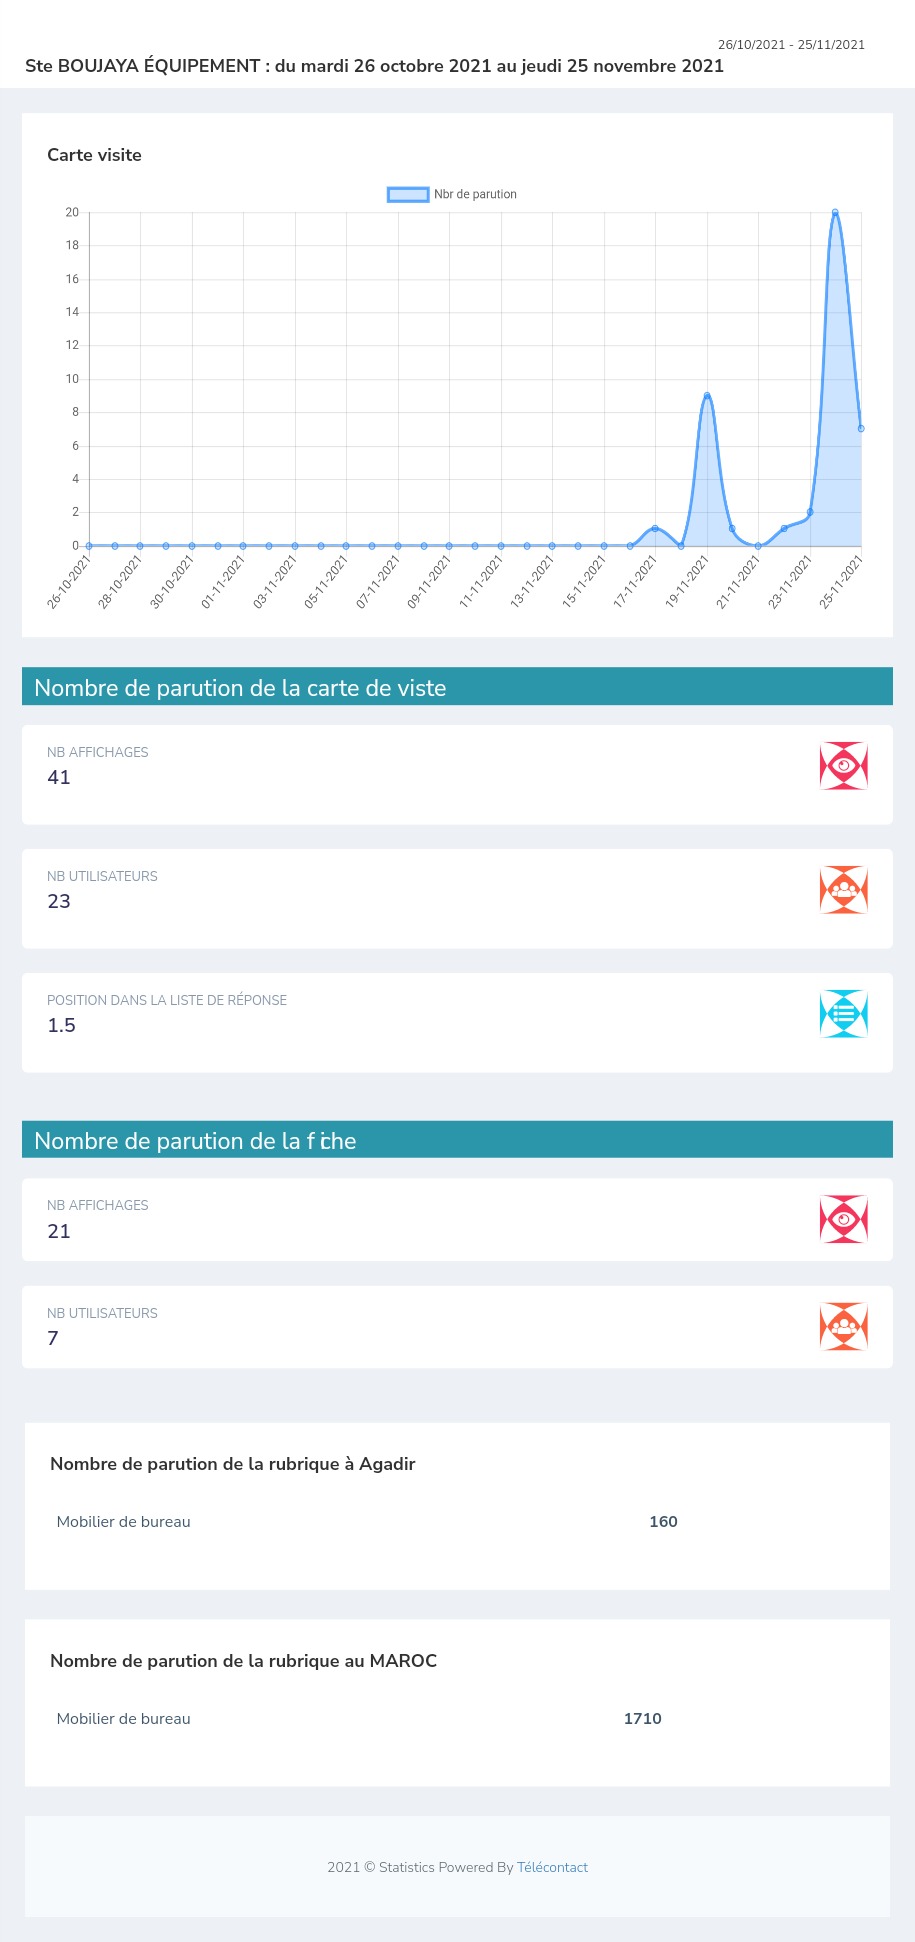 26/10/2021 - 25/11/2021
Ste BOUJAYA ÉQUIPEMENT : du mardi 26 octobre 2021 au jeudi 25 novembre 2021
Carte visite
Nbr de parution
20
18
16
14
12
10
8
6
4
2
0
26-10-2021
28-10-2021
30-10-2021
01-11-2021
03-11-2021
05-11-2021
07-11-2021
09-11-2021
11-11-2021
13-11-2021
15-11-2021
17-11-2021
19-11-2021
21-11-2021
23-11-2021
25-11-2021
Nombre de parution de la carte de viste
NB AFFICHAGES
41
NB UTILISATEURS
23
POSITION DANS LA LISTE DE RÉPONSE
1.5
Nombre de parution de la fiche
NB AFFICHAGES
21
NB UTILISATEURS
7
Nombre de parution de la rubrique à Agadir
Mobilier de bureau 160
Nombre de parution de la rubrique au MAROC
Mobilier de bureau 1710
2021 © Statistics Powered By Télécontact